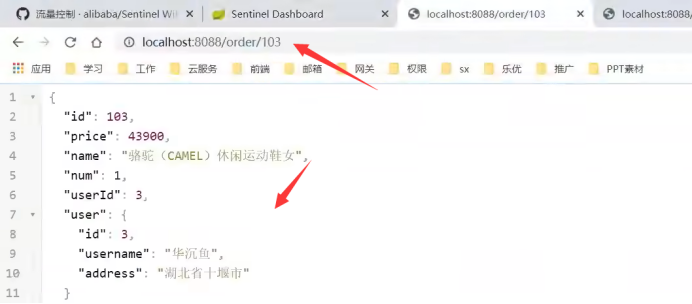 流量控制 · alibaba/Sentinel Wi
Sentinel Dashboard
localhost:8088/order/103
localhost:8088/
localhost:8088/order/103
应用 学习 工作 云服务 前端 邮箱 网关 权限 sx 乐优 推广 PPT素材
1 {
2 "id": 103,
3 "price": 43900,
4 "name": "骆驼（CAMEL）休闲运动鞋女",
5 "num": 1,
6 "userId": 3,
7 "user": {
8 "id": 3,
9 "username": "华沉鱼",
10 "address": "湖北省十堰市"
11 }